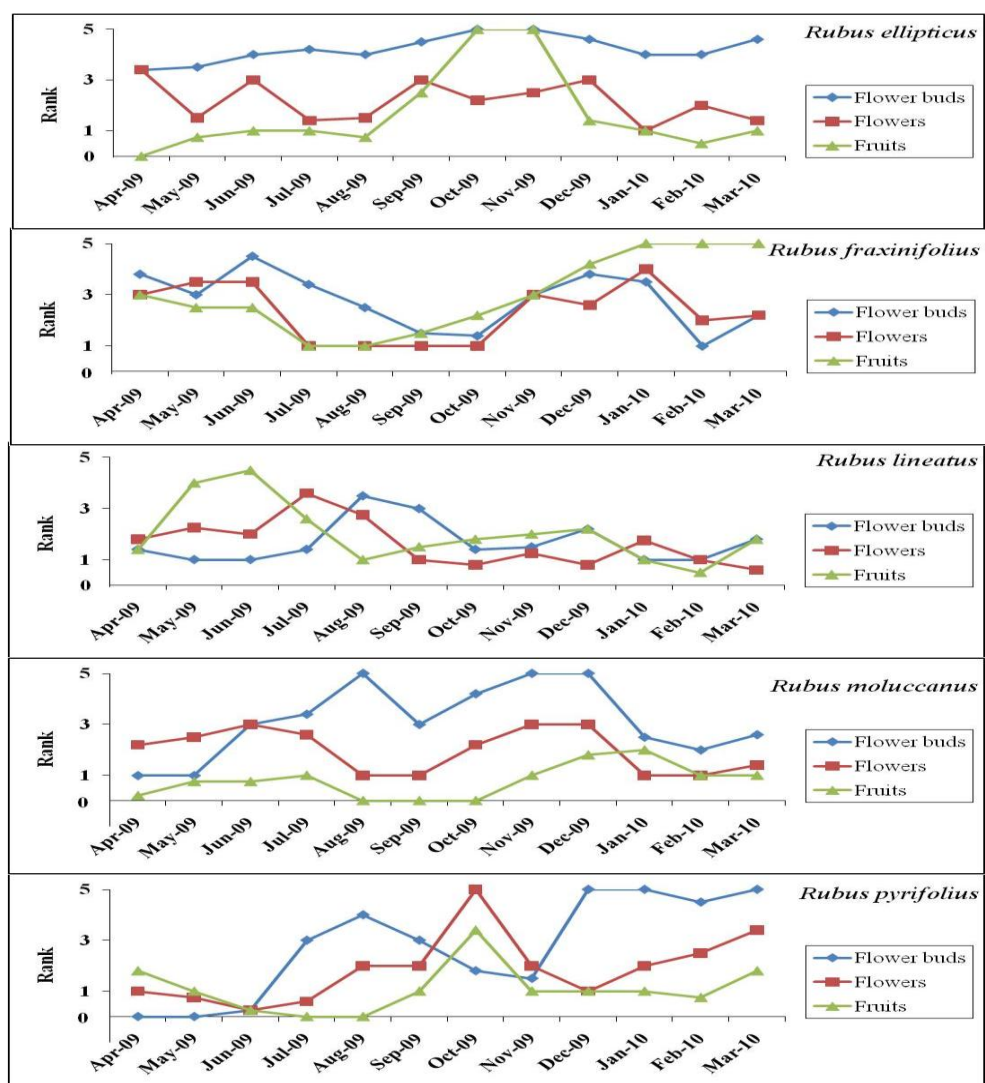 Rubus ellipticus
Rank
5
3
1
0
Flower buds
Flowers
Fruits
Apr-09 May-09 Jun-09 Jul-09 Aug-09 Sep-09 Oct-09 Nov-09 Dec-09 Jan-10 Feb-10 Mar-10
Rubus fraxinifolius
Rank
5
3
1
0
Flower buds
Flowers
Fruits
Apr-09 May-09 Jun-09 Jul-09 Aug-09 Sep-09 Oct-09 Nov-09 Dec-09 Jan-10 Feb-10 Mar-10
Rubus lineatus
Rank
5
3
1
0
Flower buds
Flowers
Fruits
Apr-09 May-09 Jun-09 Jul-09 Aug-09 Sep-09 Oct-09 Nov-09 Dec-09 Jan-10 Feb-10 Mar-10
Rubus moluccanus
Rank
5
3
1
0
Flower buds
Flowers
Fruits
Apr-09 May-09 Jun-09 Jul-09 Aug-09 Sep-09 Oct-09 Nov-09 Dec-09 Jan-10 Feb-10 Mar-10
Rubus pyrifolius
Rank
5
3
1
0
Flower buds
Flowers
Fruits
Apr-09 May-09 Jun-09 Jul-09 Aug-09 Sep-09 Oct-09 Nov-09 Dec-09 Jan-10 Feb-10 Mar-10